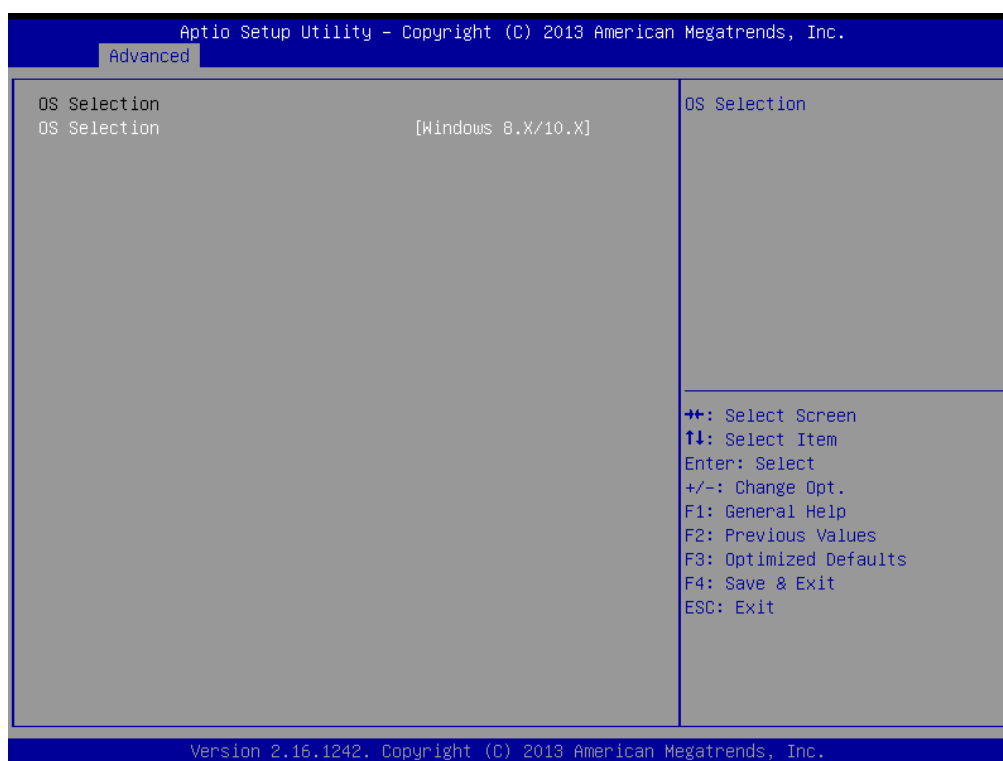 Aptio Setup Utility – Copyright (C) 2013 American Megatrends, Inc.
Advanced
OS Selection
OS Selection [Windows 8.X/10.X]
OS Selection
→←: Select Screen
↑↓: Select Item
Enter: Select
+/-: Change Opt.
F1: General Help
F2: Previous Values
F3: Optimized Defaults
F4: Save & Exit
ESC: Exit
Version 2.16.1242. Copyright (C) 2013 American Megatrends, Inc.